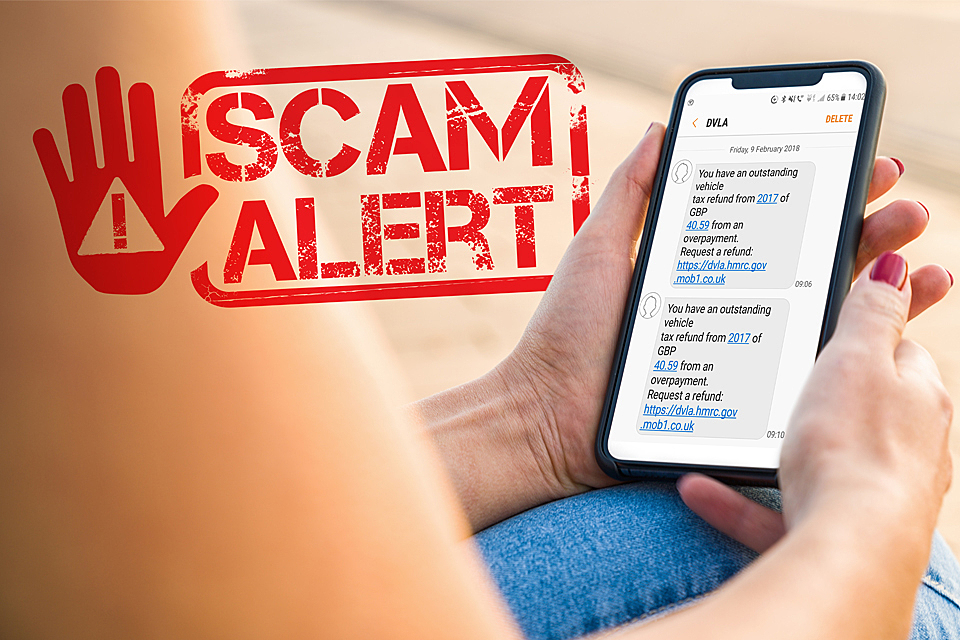 SCAM
ALERT
65% 14:02
DVLA
DELETE
Friday, 9 February 2018
You have an outstanding
vehicle
tax refund from 2017 of
GBP
40.59 from an
overpayment.
Request a refund:
https://dvla.hmrc.gov
.mob1.co.uk
09:06
You have an outstanding
vehicle
tax refund from 2017 of
GBP
40.59 from an
overpayment.
Request a refund:
https://dvla.hmrc.gov
.mob1.co.uk
09:10